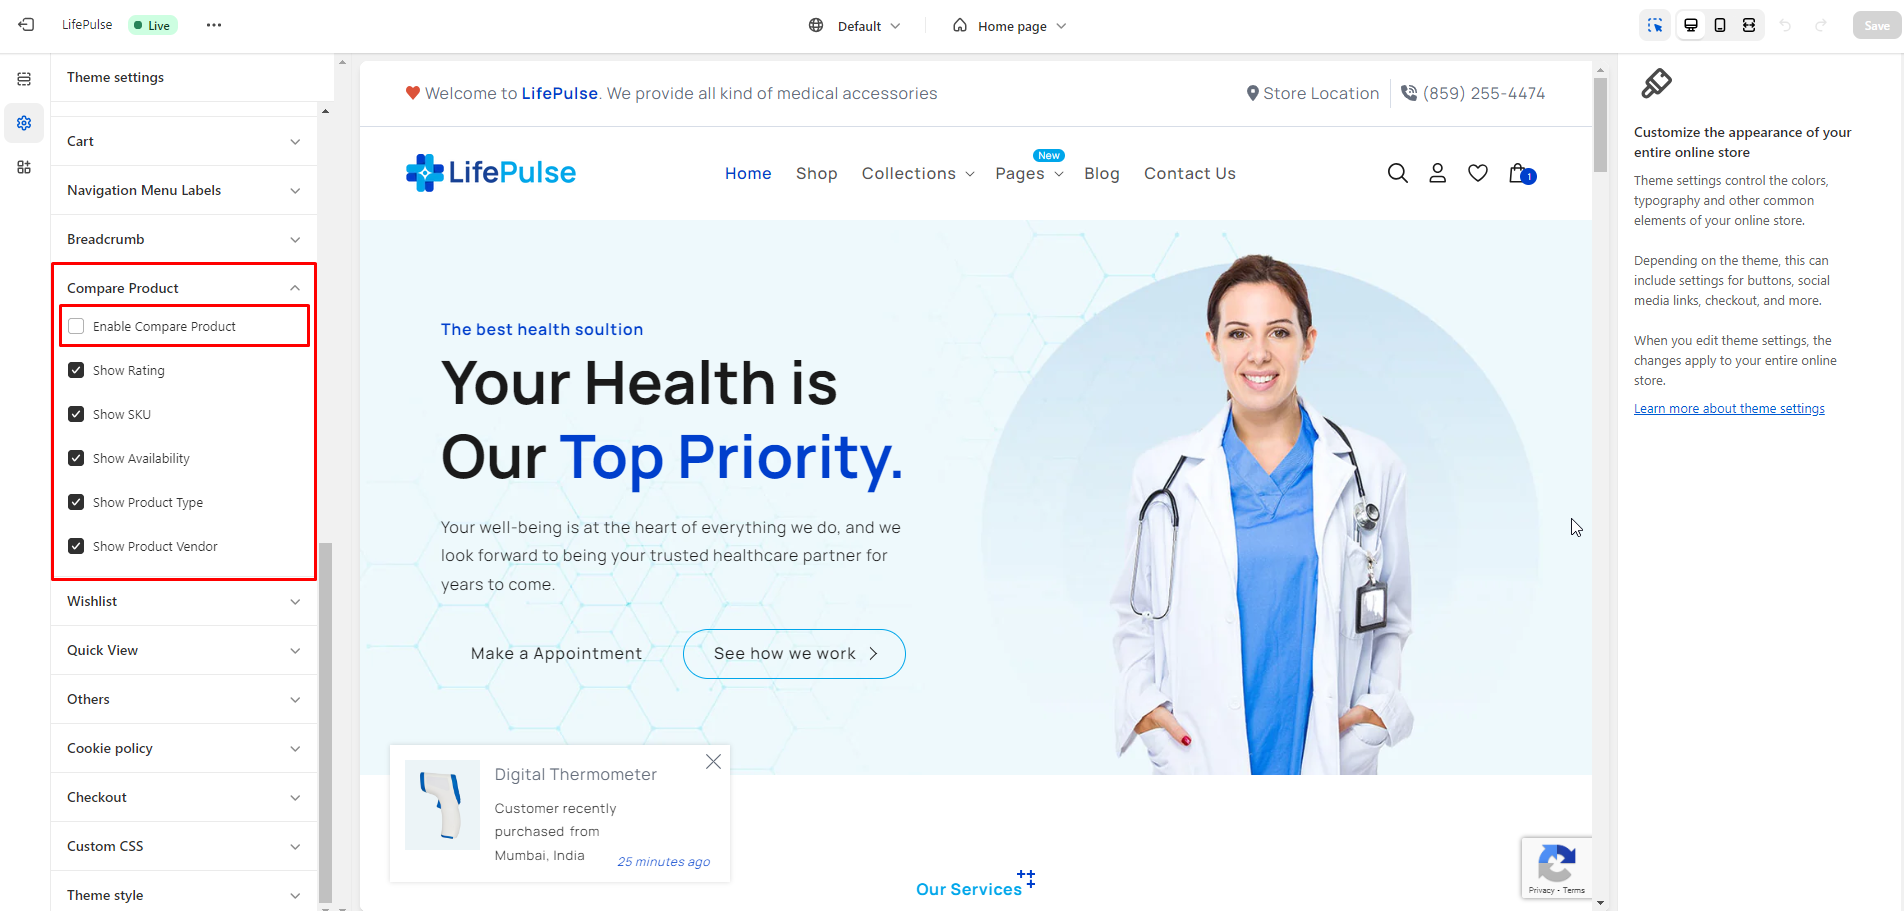 LifePulse
Live
Default
Home page
Save
Theme settings
Cart
Navigation Menu Labels
Breadcrumb
Compare Product
Enable Compare Product
Show Rating
Show SKU
Show Availability
Show Product Type
Show Product Vendor
Wishlist
Quick View
Others
Cookie policy
Checkout
Custom CSS
Theme style
Welcome to LifePulse. We provide all kind of medical accessories
Store Location
(859) 255-4474
LifePulse
Home
Shop
Collections
Pages
New
Blog
Contact Us
1
The best health soultion
Your Health is
Our Top Priority.
Your well-being is at the heart of everything we do, and we
look forward to being your trusted healthcare partner for
years to come.
Make a Appointment
See how we work
Digital Thermometer
Customer recently
purchased from
Mumbai, India
25 minutes ago
Our Services
Privacy - Terms
Customize the appearance of your
entire online store
Theme settings control the colors,
typography and other common
elements of your online store.
Depending on the theme, this can
include settings for buttons, social
media links, checkout, and more.
When you edit theme settings, the
changes apply to your entire online
store.
Learn more about theme settings